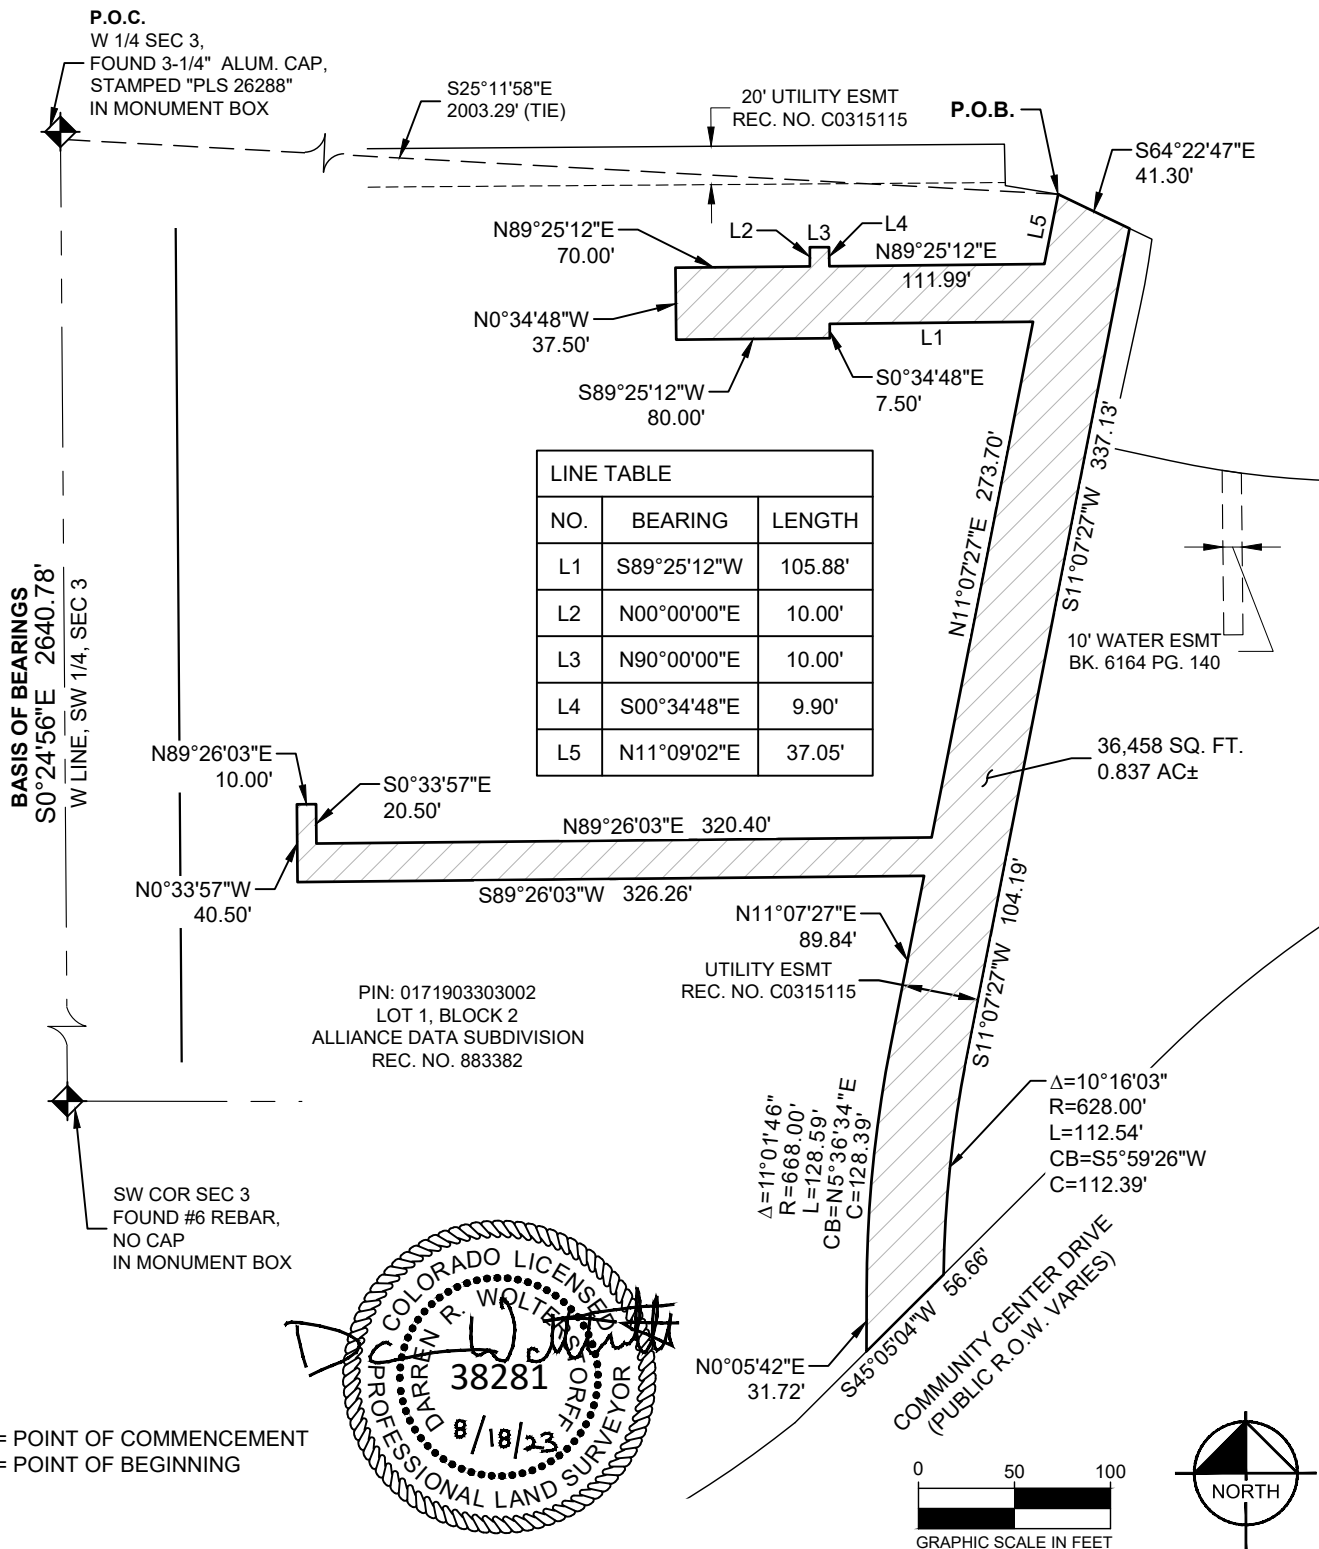 P.O.C.
W 1/4 SEC 3,
FOUND 3-1/4" ALUM. CAP,
STAMPED "PLS 26288"
IN MONUMENT BOX
S25°11'58"E
2003.29' (TIE)
20' UTILITY ESMT
REC. NO. C0315115
P.O.B.
S64°22'47"E
41.30'
N89°25'12"E
70.00'
L2
L3
L4
L5
N89°25'12"E
111.99'
N0°34'48"W
37.50'
L1
S0°34'48"E
7.50'
S89°25'12"W
80.00'
LINE TABLE
NO. BEARING LENGTH
L1 S89°25'12"W 105.88'
L2 N00°00'00"E 10.00'
L3 N90°00'00"E 10.00'
L4 S00°34'48"E 9.90'
L5 N11°09'02"E 37.05'
N11°07'27"E 273.70'
S11°07'27"W 337.13'
10' WATER ESMT
BK. 6164 PG. 140
BASIS OF BEARINGS
S0°24'56"E 2640.78'
W LINE, SW 1/4, SEC 3
36,458 SQ. FT.
0.837 AC±
N89°26'03"E
10.00'
S0°33'57"E
20.50'
N89°26'03"E 320.40'
N0°33'57"W
40.50'
S89°26'03"W 326.26'
N11°07'27"E
89.84'
S11°07'27"W 104.19'
UTILITY ESMT
REC. NO. C0315115
PIN: 0171903303002
LOT 1, BLOCK 2
ALLIANCE DATA SUBDIVISION
REC. NO. 883382
Δ=11°01'46"
R=668.00'
L=128.59'
CB=N5°36'34"E
C=128.39'
Δ=10°16'03"
R=628.00'
L=112.54'
CB=S5°59'26"W
C=112.39'
SW COR SEC 3
FOUND #6 REBAR,
NO CAP
IN MONUMENT BOX
COLORADO LICENSED
DARREN R. WOLTERSTORFF
38281
8/18/23
PROFESSIONAL LAND SURVEYOR
N0°05'42"E
31.72'
S45°05'04"W 56.66'
COMMUNITY CENTER DRIVE
(PUBLIC R.O.W. VARIES)
= POINT OF COMMENCEMENT
= POINT OF BEGINNING
0 50 100
GRAPHIC SCALE IN FEET
NORTH